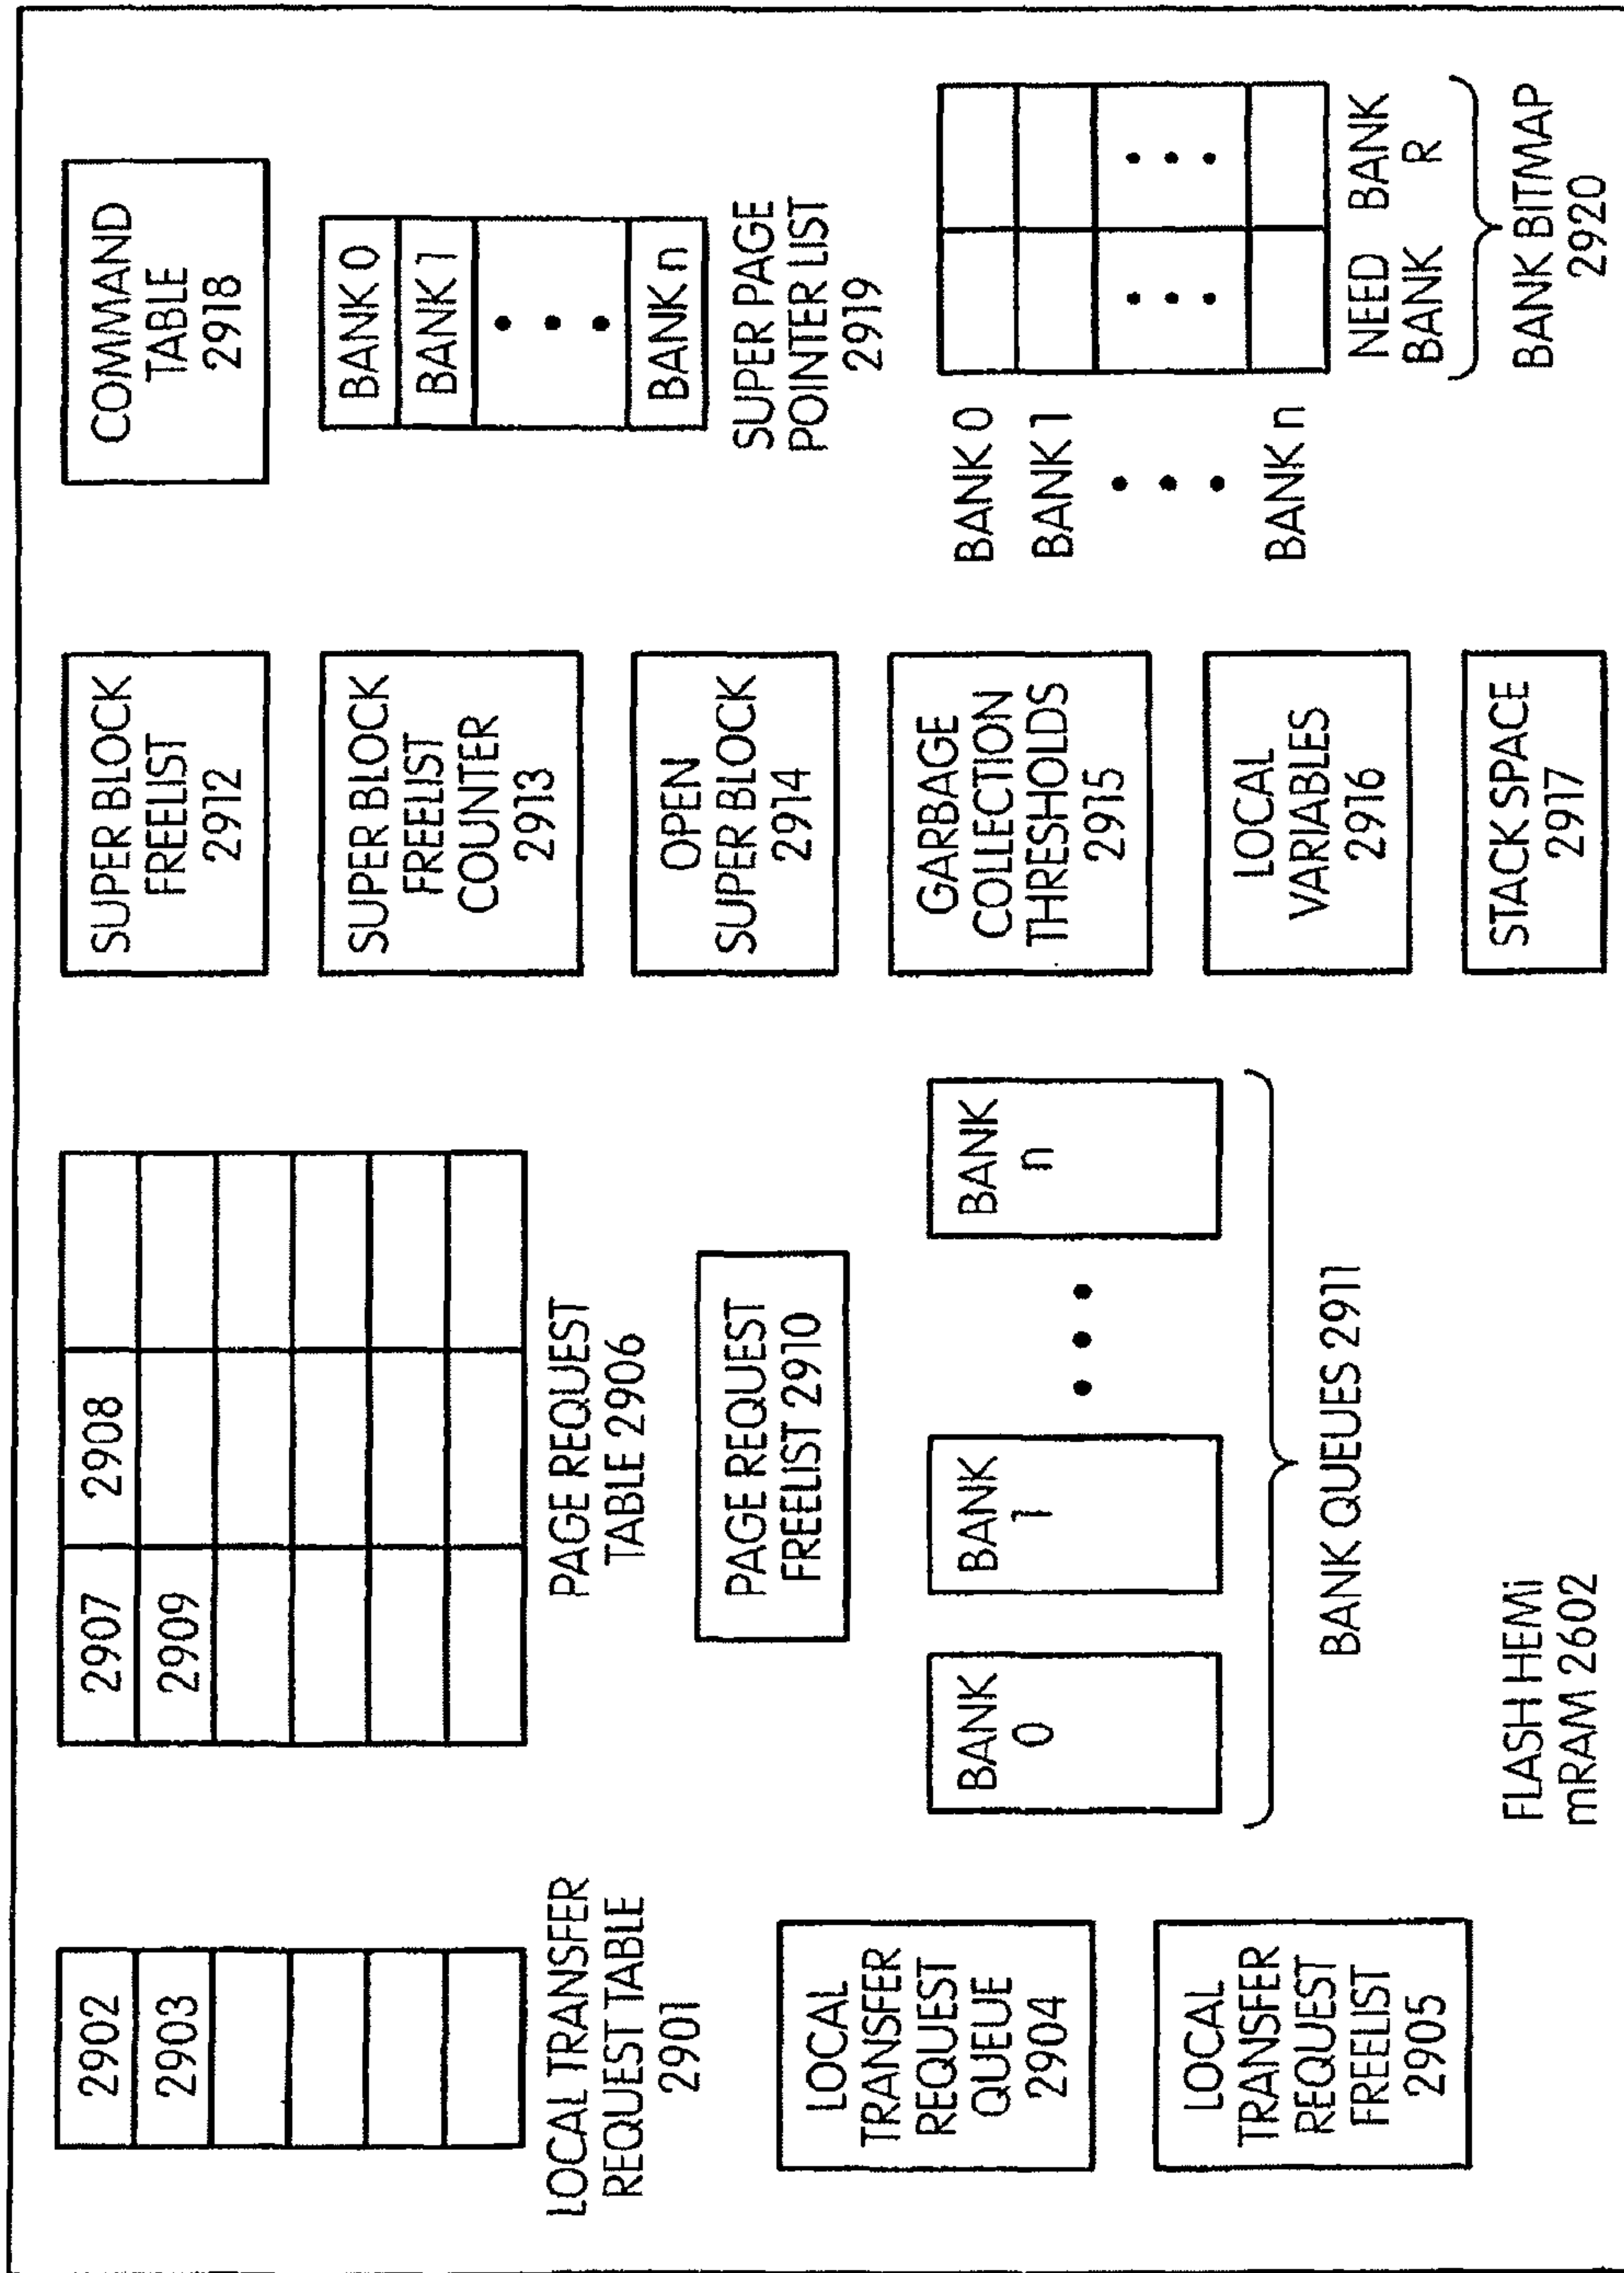 2902
2903
LOCAL TRANSFER
REQUEST TABLE
2901
LOCAL
TRANSFER
REQUEST
QUEUE
2904
LOCAL
TRANSFER
REQUEST
FREELIST
2905
2907
2908
2909
PAGE REQUEST
TABLE 2906
PAGE REQUEST
FREELIST 2910
BANK
0
BANK
1
BANK
n
BANK QUEUES 2911
FLASH HEMi
mRAM 2602
SUPER BLOCK
FREELIST
2912
SUPER BLOCK
FREELIST
COUNTER
2913
OPEN
SUPER BLOCK
2914
GARBAGE
COLLECTION
THRESHOLDS
2915
LOCAL
VARIABLES
2916
STACK SPACE
2917
COMMAND
TABLE
2918
BANK 0
BANK 1
BANK n
SUPER PAGE
POINTER LIST
2919
BANK 0
BANK 1
BANK n
NEED
BANK
BANK
R
BANK BITMAP
2920